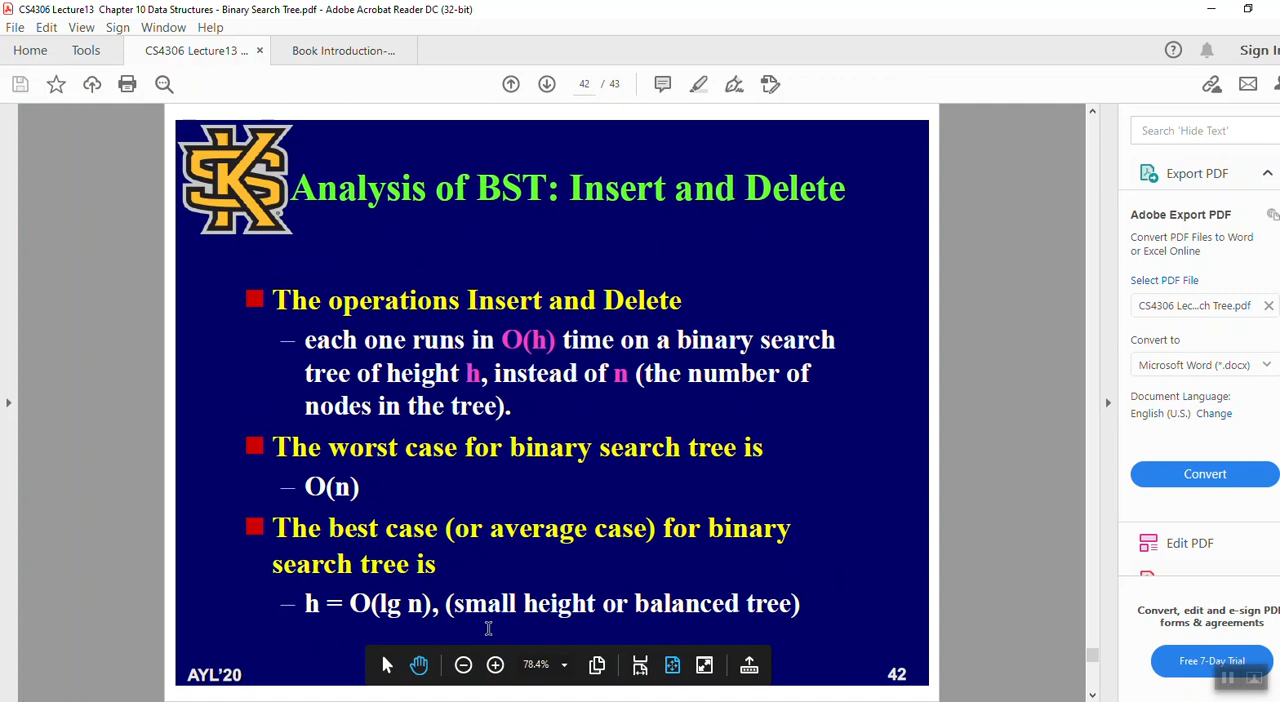 CS4306 Lecture13  Chapter 10 Data Structures - Binary Search Tree.pdf - Adobe Acrobat Reader DC (32-bit)
File Edit View Sign Window Help
Home Tools CS4306 Lecture13 ... × Book Introduction-...
Sign In
42 / 43
Search 'Hide Text'
Export PDF
Adobe Export PDF
Convert PDF Files to Word
or Excel Online
Select PDF File
CS4306 Lec...ch Tree.pdf
Convert to
Microsoft Word (*.docx)
Document Language:
English (U.S.) Change
Convert
Edit PDF
Convert, edit and e-sign PDF
forms & agreements
Free 7-Day Trial
KS
Analysis of BST: Insert and Delete
The operations Insert and Delete
– each one runs in O(h) time on a binary search
tree of height h, instead of n (the number of
nodes in the tree).
The worst case for binary search tree is
– O(n)
The best case (or average case) for binary
search tree is
– h = O(lg n), (small height or balanced tree)
78.4%
AYL'20
42